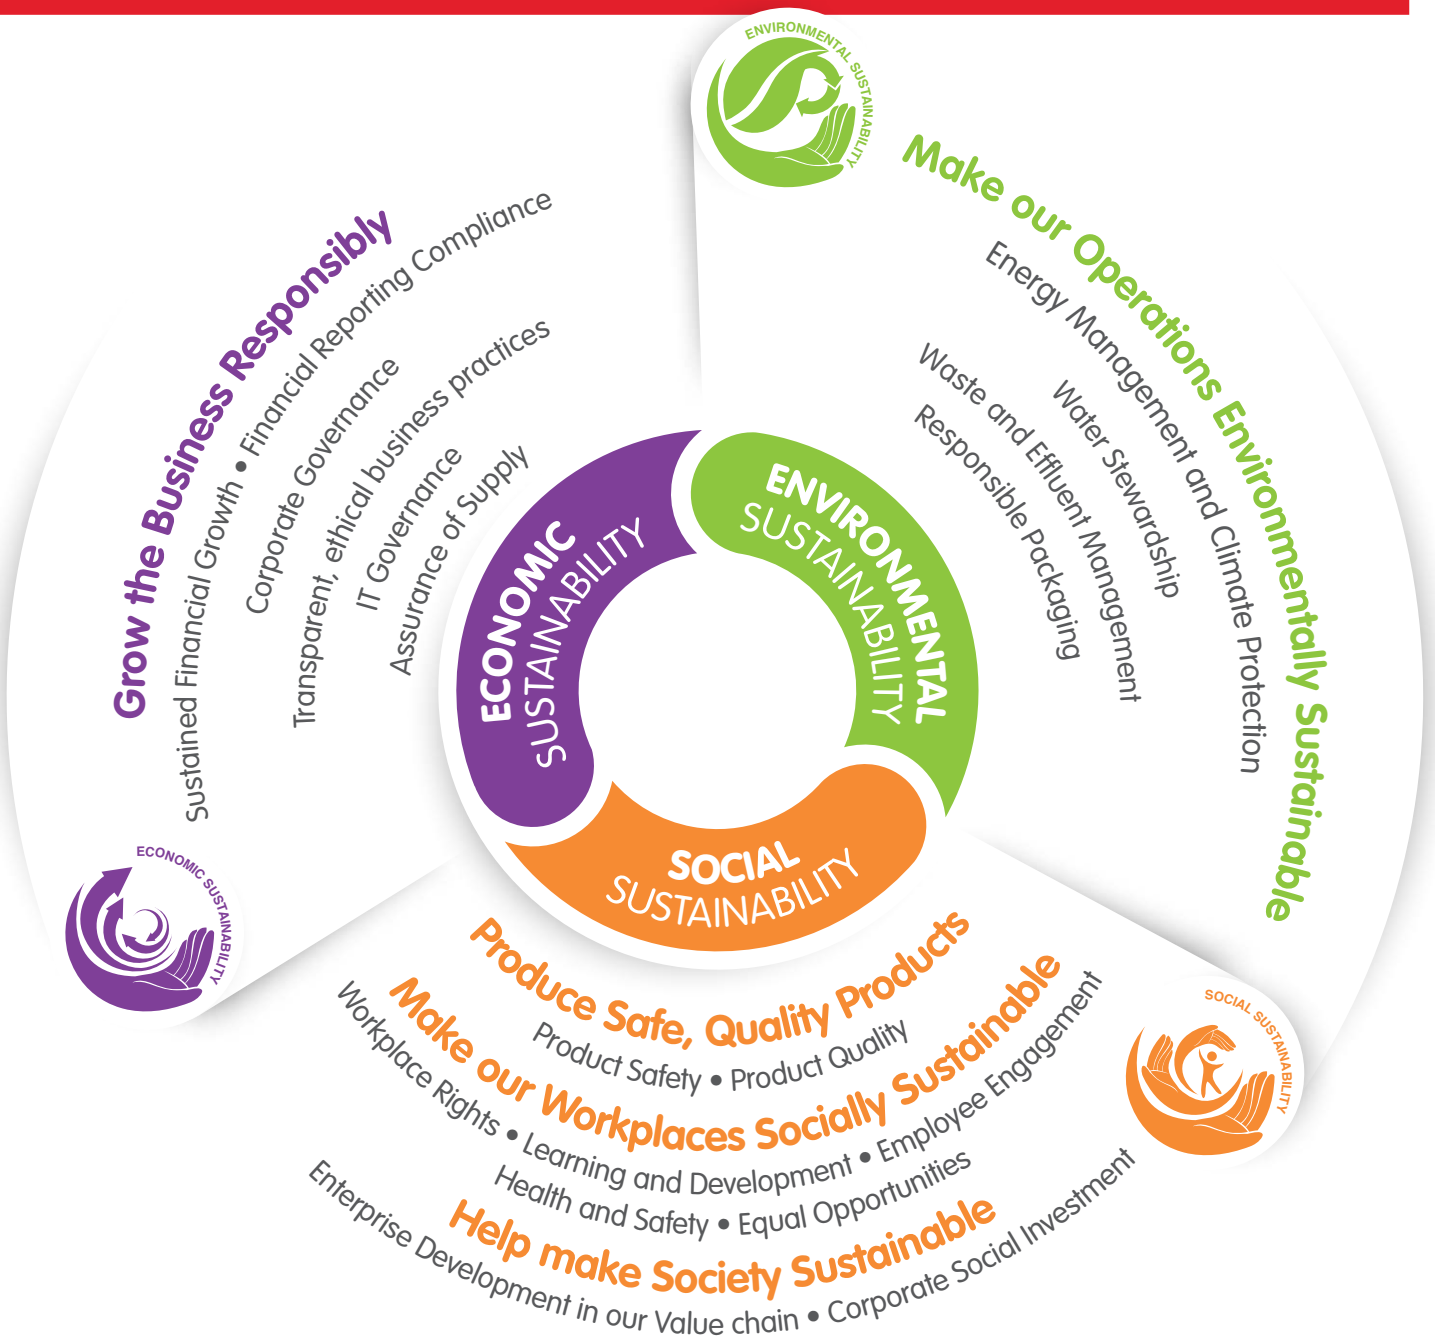 ENVIRONMENTAL SUSTAINABILITY
Make our Operations Environmentally Sustainable
Energy Management and Climate Protection
Water Stewardship
Waste and Effluent Management
Responsible Packaging
Grow the Business Responsibly
Sustained Financial Growth • Financial Reporting Compliance
Corporate Governance
Transparent, ethical business practices
IT Governance
Assurance of Supply
ECONOMIC
SUSTAINABILITY
ENVIRONMENTAL
SUSTAINABILITY
SOCIAL
SUSTAINABILITY
ECONOMIC SUSTAINABILITY
SOCIAL SUSTAINABILITY
Produce Safe, Quality Products
Product Safety • Product Quality
Make our Workplaces Socially Sustainable
Workplace Rights • Learning and Development • Employee Engagement
Health and Safety • Equal Opportunities
Help make Society Sustainable
Enterprise Development in our Value chain • Corporate Social Investment